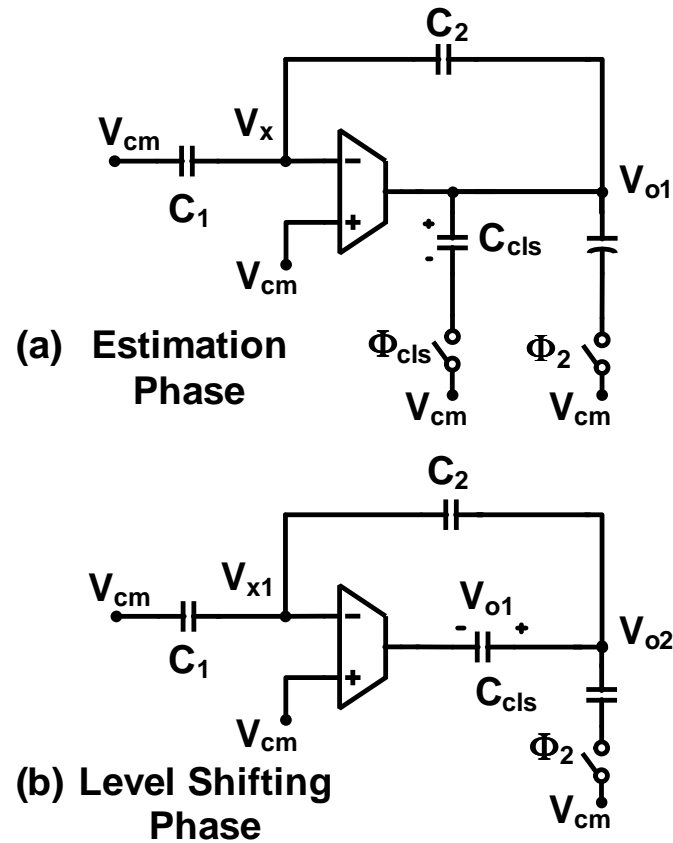 C2
Vx
Vcm
C1
Vo1
+
-
Ccls
Vcm
−
+
Φcls
Φ2
Vcm
Vcm
(a) Estimation
Phase
C2
Vx1
Vcm
C1
Vo1
-
+
Vo2
Ccls
−
+
Vcm
Φ2
Vcm
(b) Level Shifting
Phase